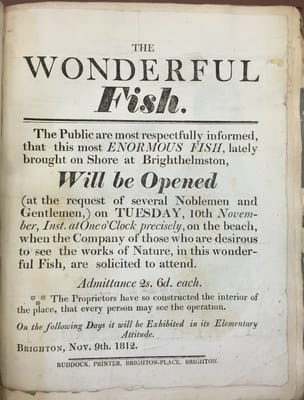 THE
WONDERFUL
Fish.
The Public are most respectfully informed,
that this most ENORMOUS FISH, lately
brought on Shore at Brighthelmston,
Will be Opened
(at the request of several Noblemen and
Gentlemen,) on TUESDAY, 10th Novem-
ber, Inst. at One o'Clock precisely, on the beach,
when the Company of those who are desirous
to see the works of Nature, in this wonder-
ful Fish, are solicited to attend.
Admittance 2s. 6d. each.
*** The Proprietors have so constructed the interior of
the place, that every person may see the operation.
On the following Days it will be Exhibited in its Elementary
Attitude.
BRIGHTON, Nov. 9th. 1812.
RUDDOCK, PRINTER, BRIGHTON-PLACE, BRIGHTON.